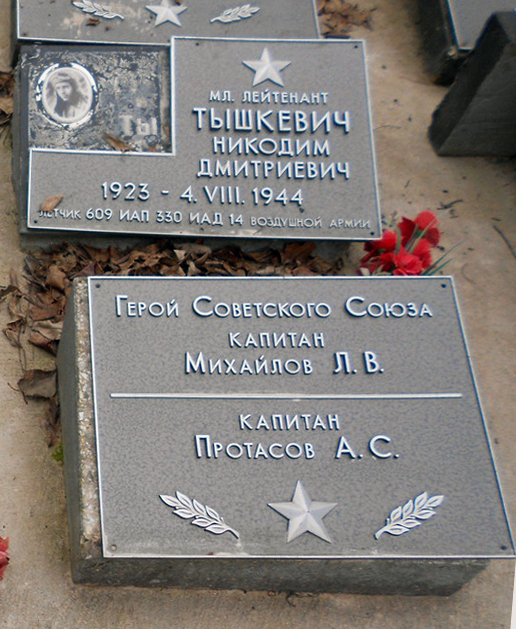 МЛ. ЛЕЙТЕНАНТ
ТЫШКЕВИЧ
НИКОДИМ
ДМИТРИЕВИЧ
1923 - 4. VIII. 1944
ЛЕТЧИК 609 ИАП 330 ИАД 14 ВОЗДУШНОЙ АРМИИ
Ты
Герой Советского Союза
капитан
Михайлов Л. В.
капитан
Протасов А. С.